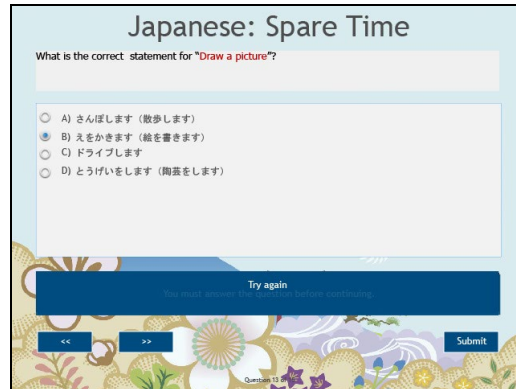 Japanese: Spare Time
What is the correct statement for "Draw a picture"?
A) さんぽします（散歩します）
B) えをかきます（絵を書きます）
C) ドライブします
D) とうげいをします（陶芸をします）
Try again
You must answer the question before continuing.
<< >> Submit
Question 13 of